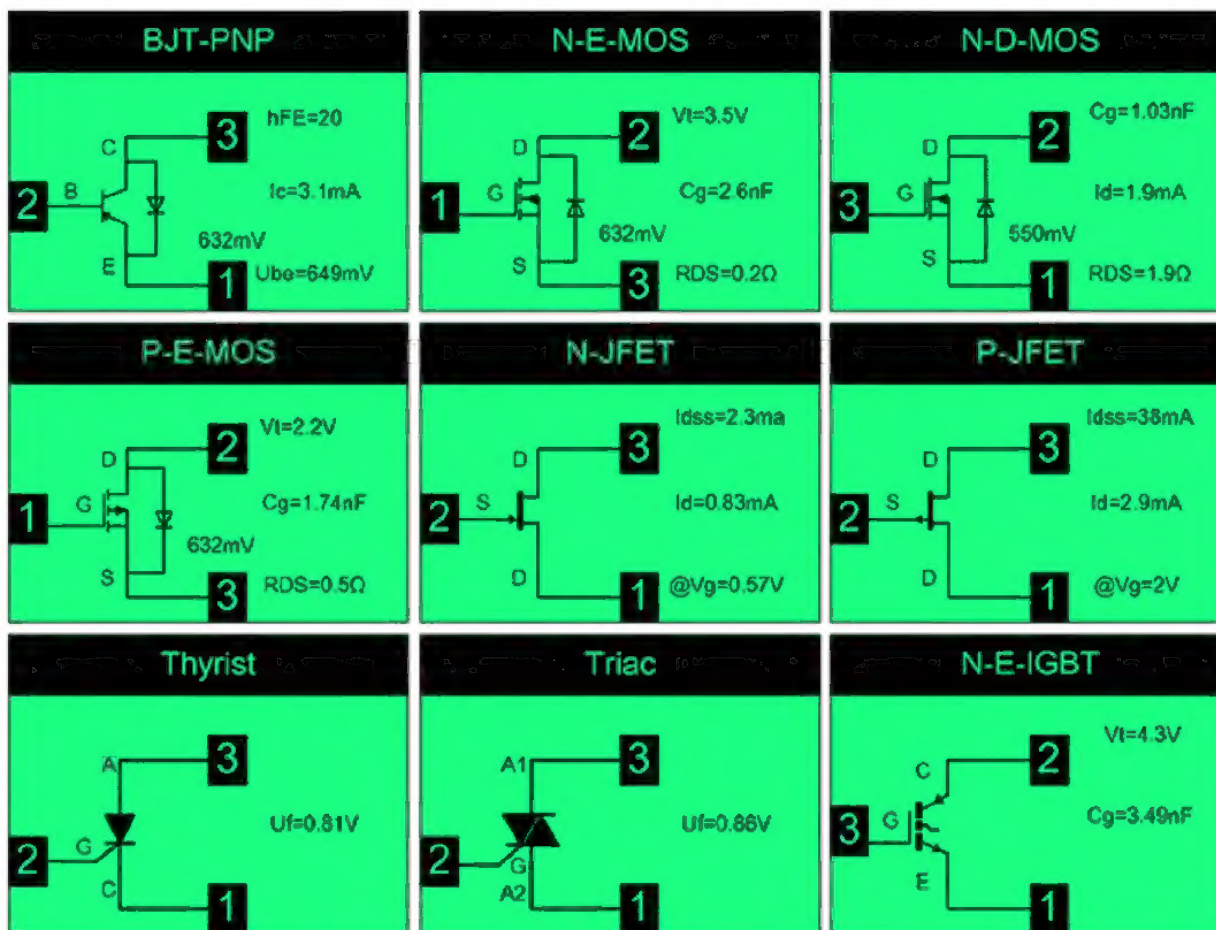 BJT-PNP
hFE=20
C
3
B
2
Ic=3.1mA
632mV
E
1
Ube=649mV
N-E-MOS
Vt=3.5V
D
2
G
1
Cg=2.6nF
632mV
S
3
RDS=0.2Ω
N-D-MOS
Cg=1.03nF
D
2
G
3
Id=1.9mA
550mV
S
1
RDS=1.9Ω
P-E-MOS
Vt=2.2V
D
2
G
1
Cg=1.74nF
632mV
S
3
RDS=0.5Ω
N-JFET
Idss=2.3ma
D
3
S
2
Id=0.83mA
D
1
@Vg=0.57V
P-JFET
Idss=38mA
D
3
S
2
Id=2.9mA
D
1
@Vg=2V
Thyrist
A
3
Uf=0.81V
G
2
C
1
Triac
A1
3
Uf=0.86V
G
2
A2
1
N-E-IGBT
Vt=4.3V
C
2
G
3
Cg=3.49nF
E
1